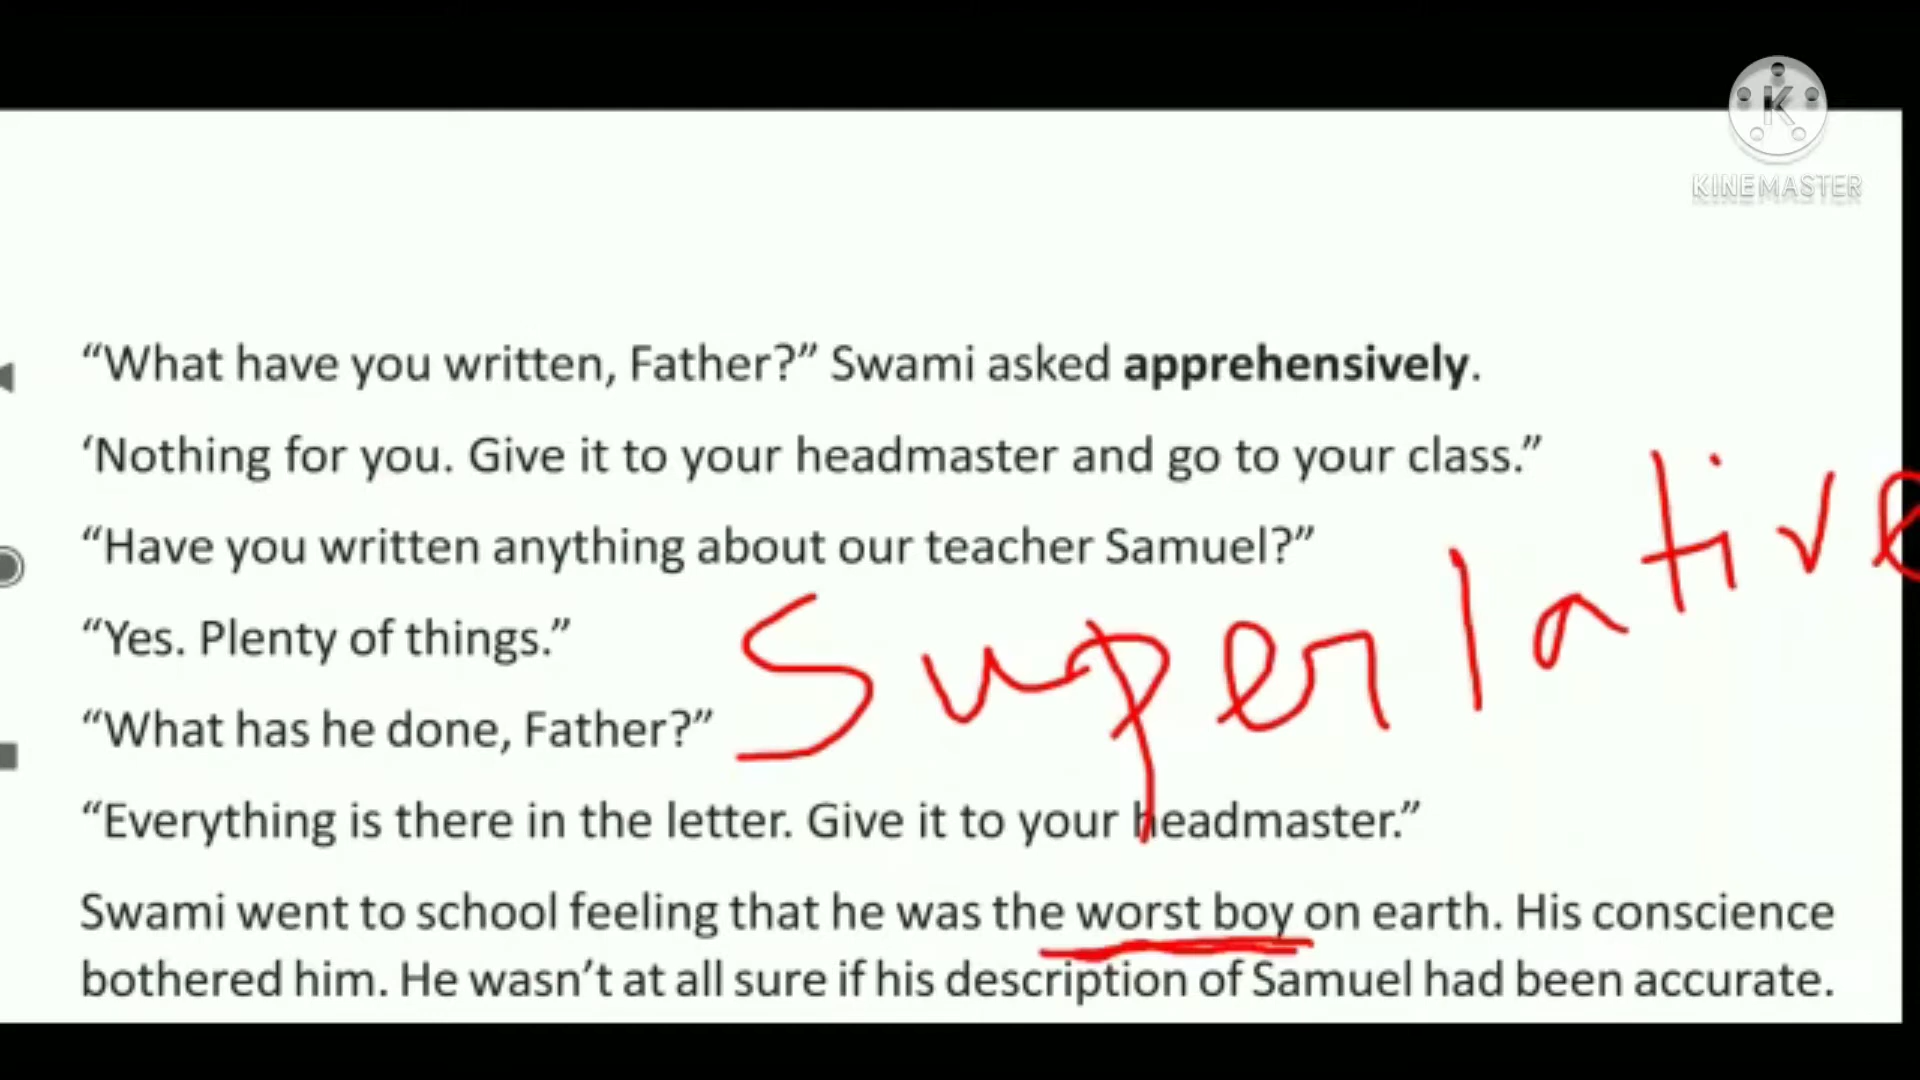 KINEMASTER
“What have you written, Father?” Swami asked apprehensively.
‘Nothing for you. Give it to your headmaster and go to your class.”
“Have you written anything about our teacher Samuel?”
“Yes. Plenty of things.”
Superlative
“What has he done, Father?”
“Everything is there in the letter. Give it to your headmaster.”
Swami went to school feeling that he was the worst boy on earth. His conscience
bothered him. He wasn’t at all sure if his description of Samuel had been accurate.